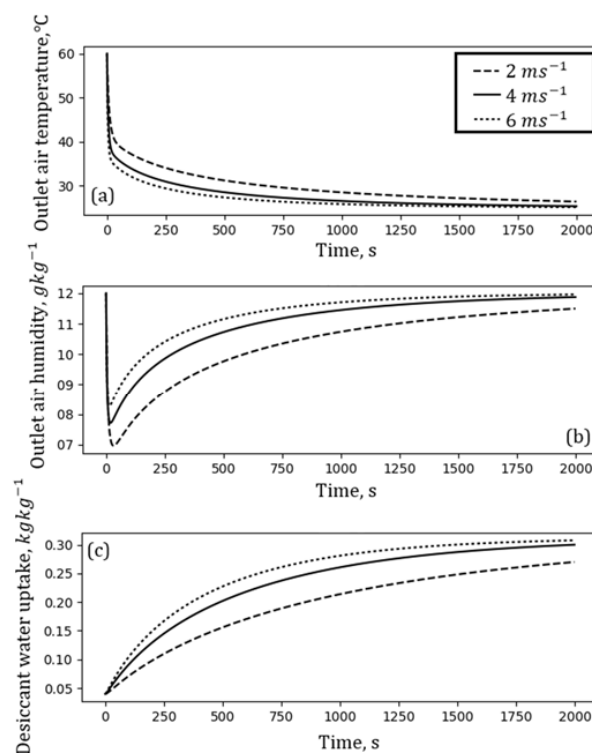 Outlet air temperature,°C
60
50
40
30
(a)
2 ms⁻¹
4 ms⁻¹
6 ms⁻¹
0 250 500 750 1000 1250 1500 1750 2000
Time, s
Outlet air humidity, gkg⁻¹
12
11
10
09
08
07
(b)
0 250 500 750 1000 1250 1500 1750 2000
Time, s
Desiccant water uptake, kgkg⁻¹
0.30
0.25
0.20
0.15
0.10
0.05
(c)
0 250 500 750 1000 1250 1500 1750 2000
Time, s